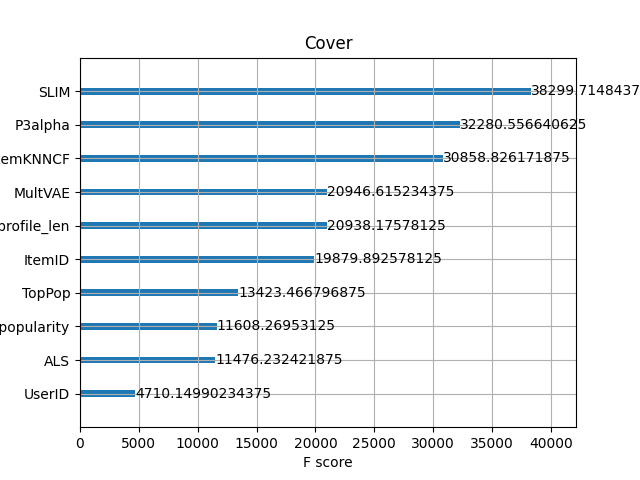 Cover
SLIM 38299.7148437
P3alpha 32280.556640625
emKNNCF 30858.826171875
MultVAE 20946.615234375
profile_len 20938.17578125
ItemID 19879.892578125
TopPop 13423.466796875
popularity 11608.26953125
ALS 11476.232421875
UserID 4710.14990234375
0 5000 10000 15000 20000 25000 30000 35000 40000
F score